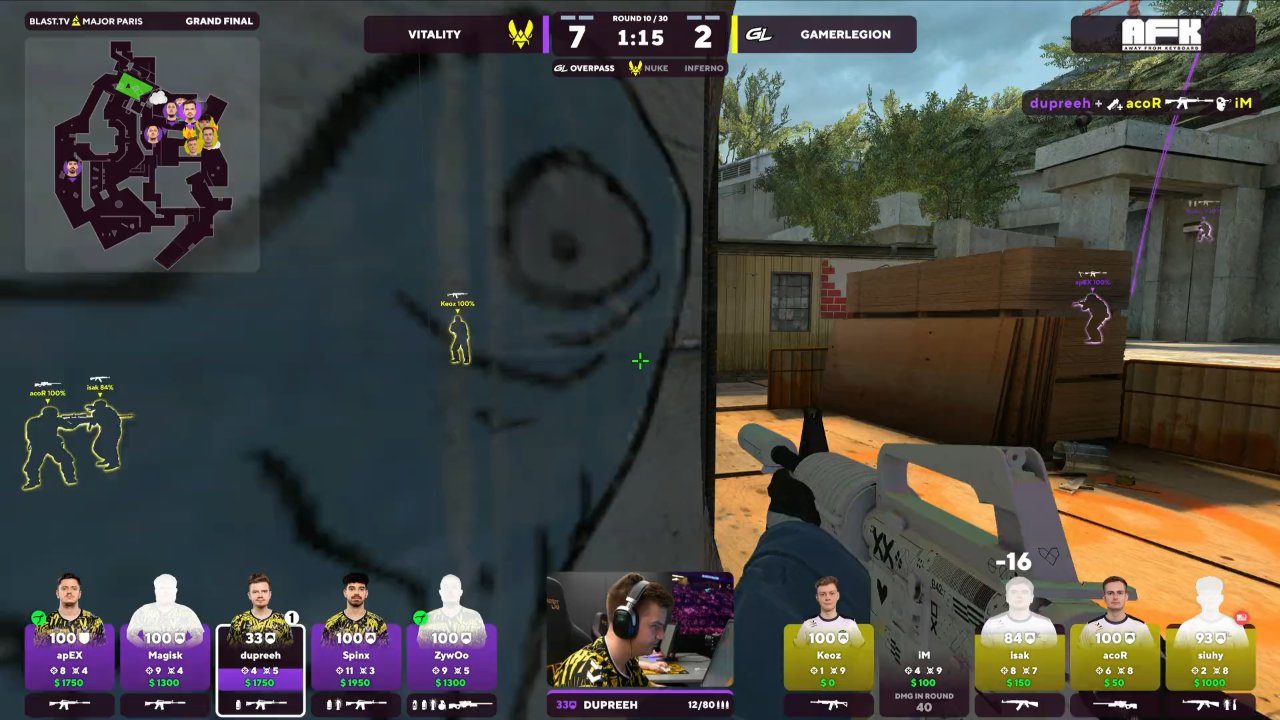 BLAST.TV MAJOR PARIS GRAND FINAL
VITALITY 7 ROUND 10 / 30 1:15 2 GL GAMERLEGION
GL OVERPASS NUKE INFERNO
AFK
AWAY FROM KEYBOARD
dupreeh + acoR iM
apEX 100%
Keoz 100%
acoR 100% isak 84%
-16
100 100 33 1 100 100 100 84 100 93
apEX Magisk dupreeh Spinx ZywOo Keoz iM isak acoR siuhy
8 4 9 4 4 5 11 3 9 5 1 9 4 9 8 7 6 8 2 8
$1750 $1300 $1750 $1950 $1300 $0 $100 $150 $50 $1000
DMG IN ROUND
40
33 DUPREEH 12/80